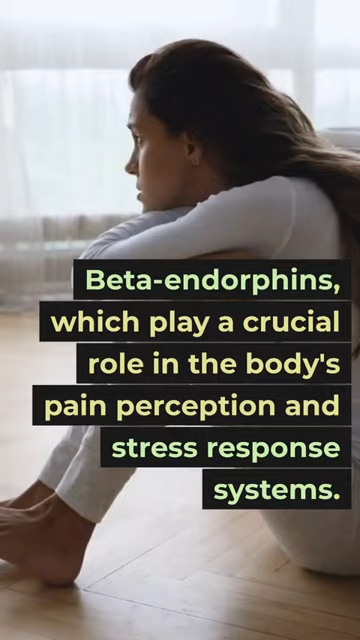 Beta-endorphins,
which play a crucial
role in the body's
pain perception and
stress response
systems.